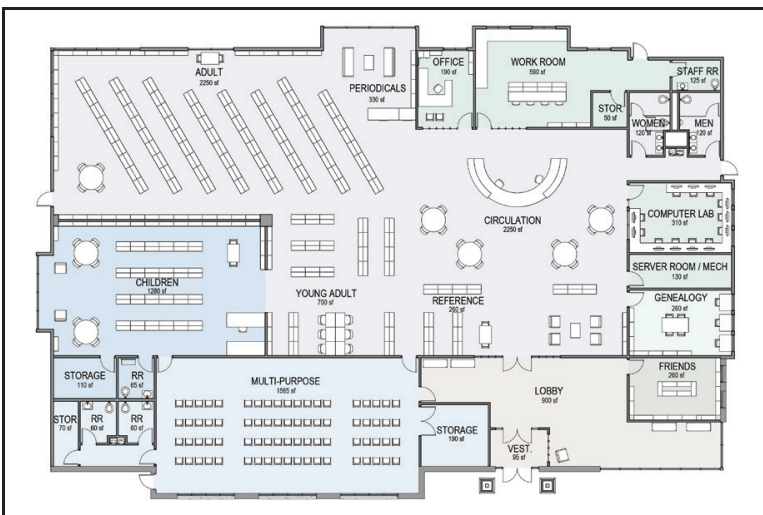 ADULT
2250 sf
PERIODICALS
330 sf
OFFICE
190 sf
WORK ROOM
590 sf
STAFF RR
125 sf
STOR
50 sf
WOMEN
120 sf
MEN
120 sf
CIRCULATION
2250 sf
COMPUTER LAB
310 sf
SERVER ROOM / MECH
130 sf
CHILDREN
1280 sf
YOUNG ADULT
700 sf
REFERENCE
260 sf
GENEALOGY
260 sf
STORAGE
110 sf
RR
65 sf
MULTI-PURPOSE
1565 sf
LOBBY
900 sf
FRIENDS
260 sf
STOR
70 sf
RR
60 sf
RR
60 sf
STORAGE
190 sf
VEST.
95 sf